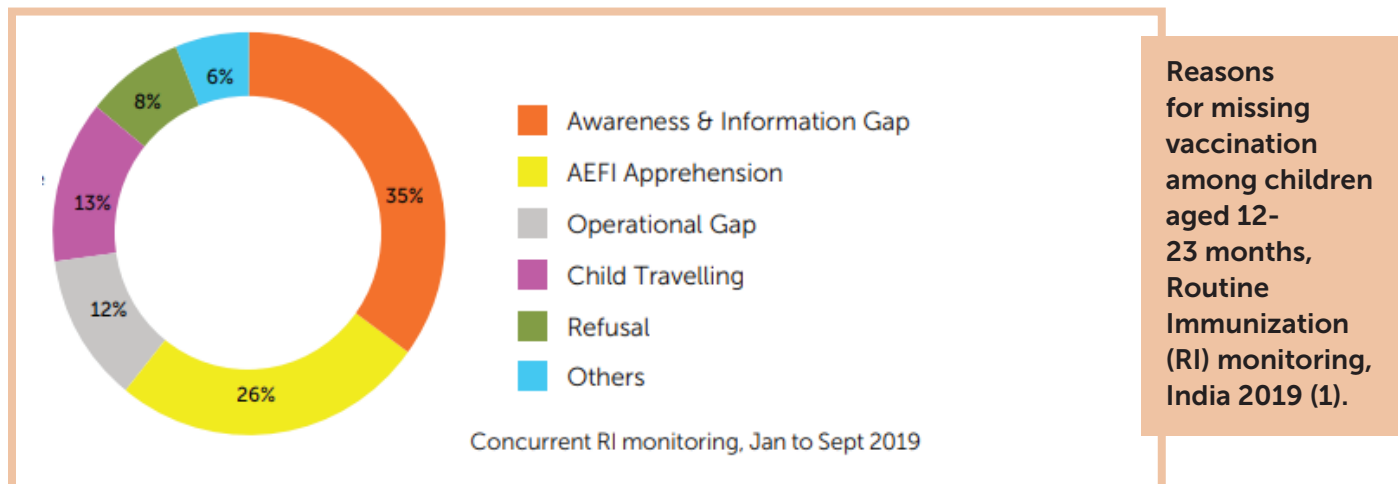 6%
8%
35%
13%
12%
26%
Awareness & Information Gap
AEFI Apprehension
Operational Gap
Child Travelling
Refusal
Others
Concurrent RI monitoring, Jan to Sept 2019
Reasons
for missing
vaccination
among children
aged 12-
23 months,
Routine
Immunization
(RI) monitoring,
India 2019 (1).